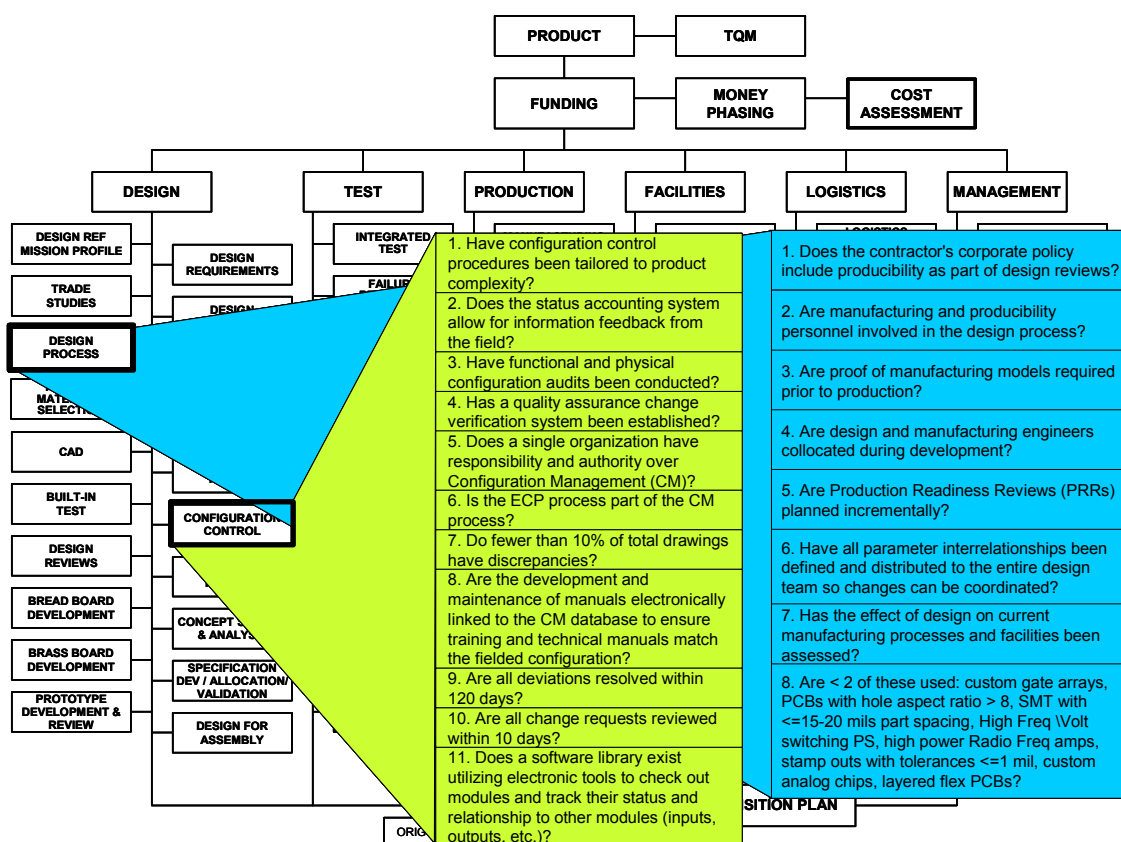 PRODUCT
TQM
FUNDING
MONEY
PHASING
COST
ASSESSMENT
DESIGN
TEST
PRODUCTION
FACILITIES
LOGISTICS
MANAGEMENT
DESIGN REF
MISSION PROFILE
TRADE
STUDIES
DESIGN
PROCESS
SELECTION
CAD
BUILT-IN
TEST
DESIGN
REVIEWS
BREAD BOARD
DEVELOPMENT
BRASS BOARD
DEVELOPMENT
PROTOTYPE
DEVELOPMENT &
REVIEW
DESIGN
REQUIREMENTS
DESIGN
CONFIGURATION
CONTROL
CONCEPT
& ANALYSIS
SPECIFICATION
DEV / ALLOCATION/
VALIDATION
DESIGN FOR
ASSEMBLY
INTEGRATED
TEST
1. Have configuration control
procedures been tailored to product
complexity?
2. Does the status accounting system
allow for information feedback from
the field?
3. Have functional and physical
configuration audits been conducted?
4. Has a quality assurance change
verification system been established?
5. Does a single organization have
responsibility and authority over
Configuration Management (CM)?
6. Is the ECP process part of the CM
process?
7. Do fewer than 10% of total drawings
have discrepancies?
8. Are the development and
maintenance of manuals electronically
linked to the CM database to ensure
training and technical manuals match
the fielded configuration?
9. Are all deviations resolved within
120 days?
10. Are all change requests reviewed
within 10 days?
11. Does a software library exist
utilizing electronic tools to check out
modules and track their status and
relationship to other modules (inputs,
outputs, etc.)?
LOGISTICS
1. Does the contractor's corporate policy
include producibility as part of design reviews?
2. Are manufacturing and producibility
personnel involved in the design process?
3. Are proof of manufacturing models required
prior to production?
4. Are design and manufacturing engineers
collocated during development?
5. Are Production Readiness Reviews (PRRs)
planned incrementally?
6. Have all parameter interrelationships been
defined and distributed to the entire design
team so changes can be coordinated?
7. Has the effect of design on current
manufacturing processes and facilities been
assessed?
8. Are < 2 of these used: custom gate arrays,
PCBs with hole aspect ratio > 8, SMT with
<=15-20 mils part spacing, High Freq \Volt
switching PS, high power Radio Freq amps,
stamp outs with tolerances <=1 mil, custom
analog chips, layered flex PCBs?
SITION PLAN
ORIG